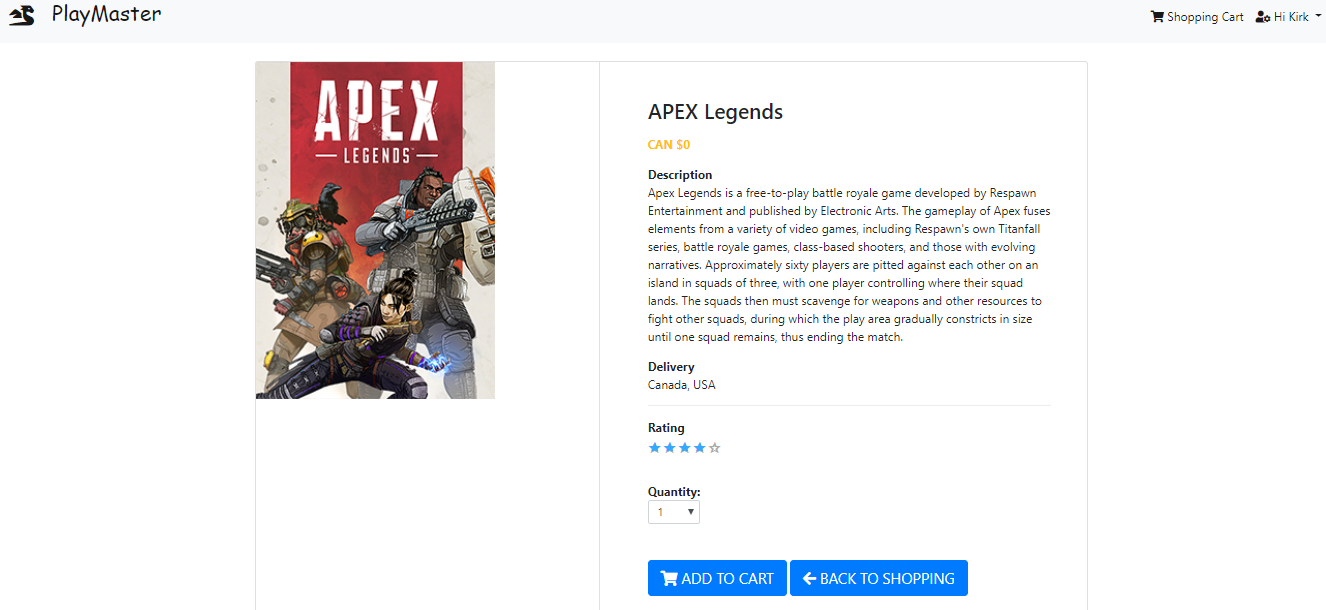 PlayMaster
Shopping Cart
Hi Kirk
APEX
LEGENDS
APEX Legends
CAN $0
Description
Apex Legends is a free-to-play battle royale game developed by Respawn
Entertainment and published by Electronic Arts. The gameplay of Apex fuses
elements from a variety of video games, including Respawn's own Titanfall
series, battle royale games, class-based shooters, and those with evolving
narratives. Approximately sixty players are pitted against each other on an
island in squads of three, with one player controlling where their squad
lands. The squads then must scavenge for weapons and other resources to
fight other squads, during which the play area gradually constricts in size
until one squad remains, thus ending the match.
Delivery
Canada, USA
Rating
Quantity:
1
ADD TO CART
BACK TO SHOPPING